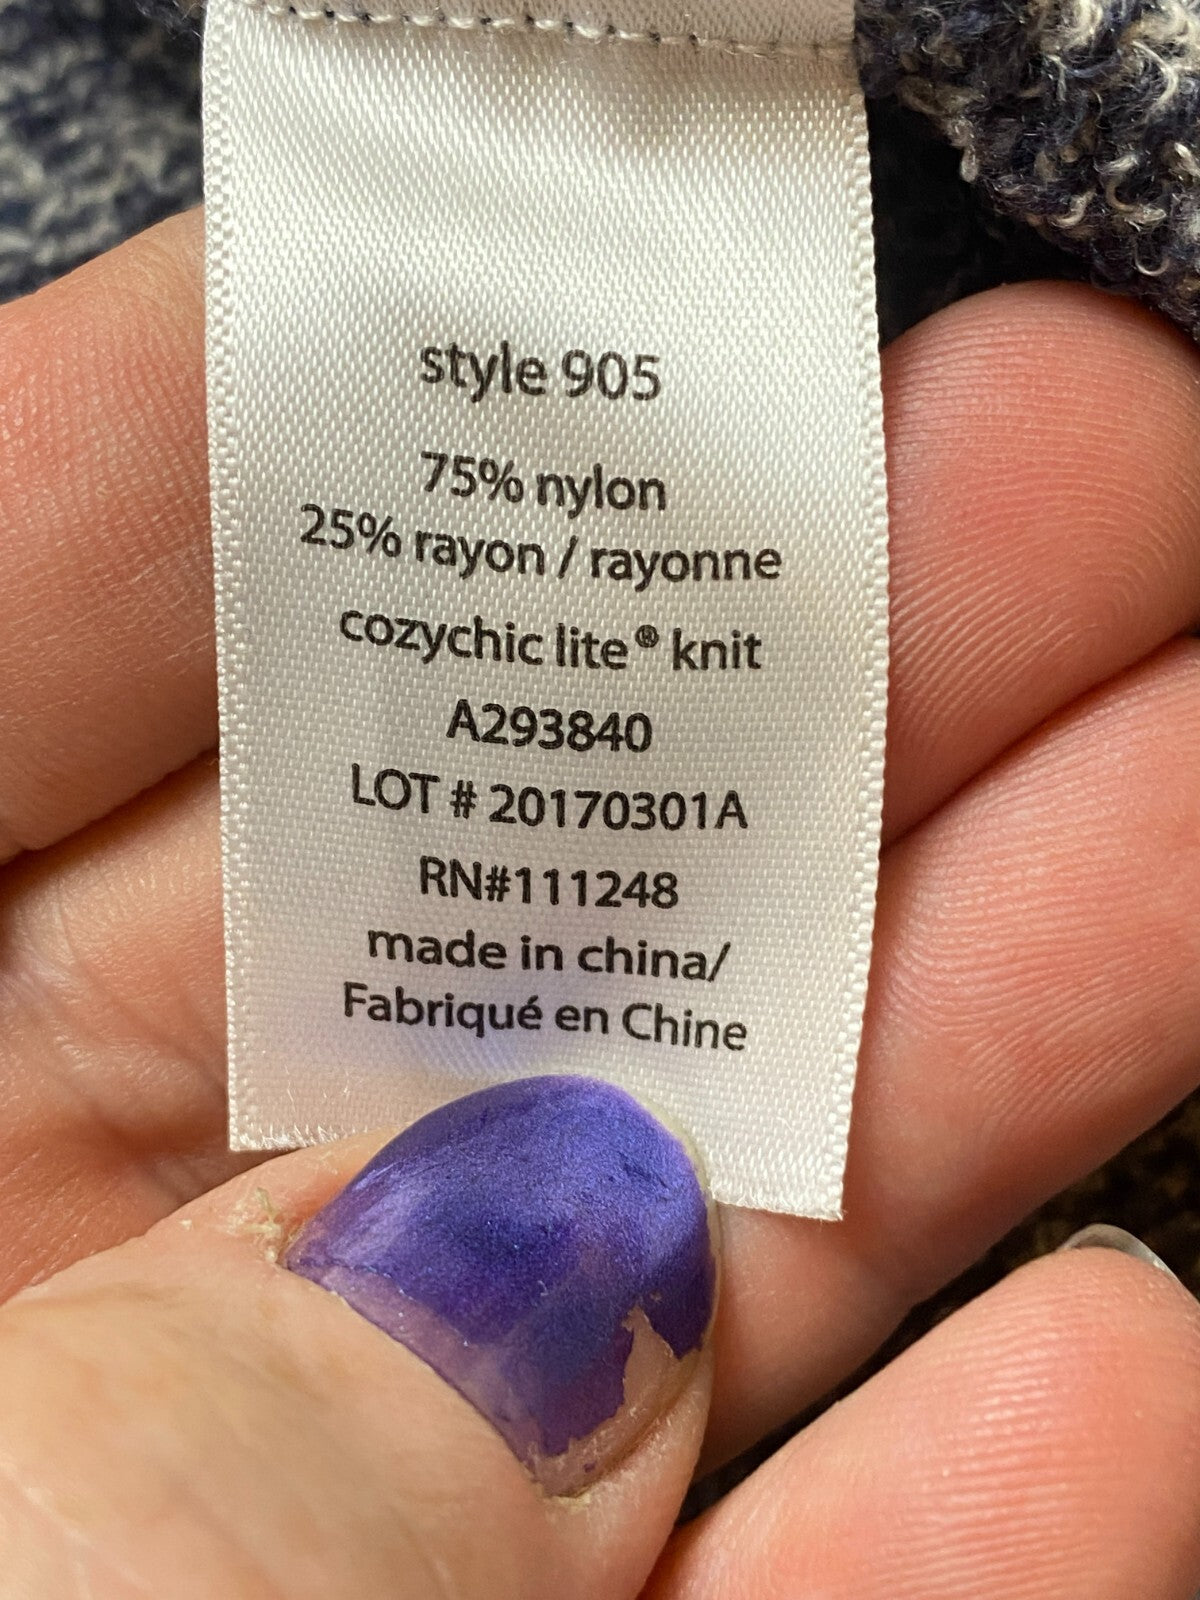 style 905
75% nylon
25% rayon / rayonne
cozychic lite® knit
A293840
LOT # 20170301A
RN#111248
made in china/
Fabriqué en Chine